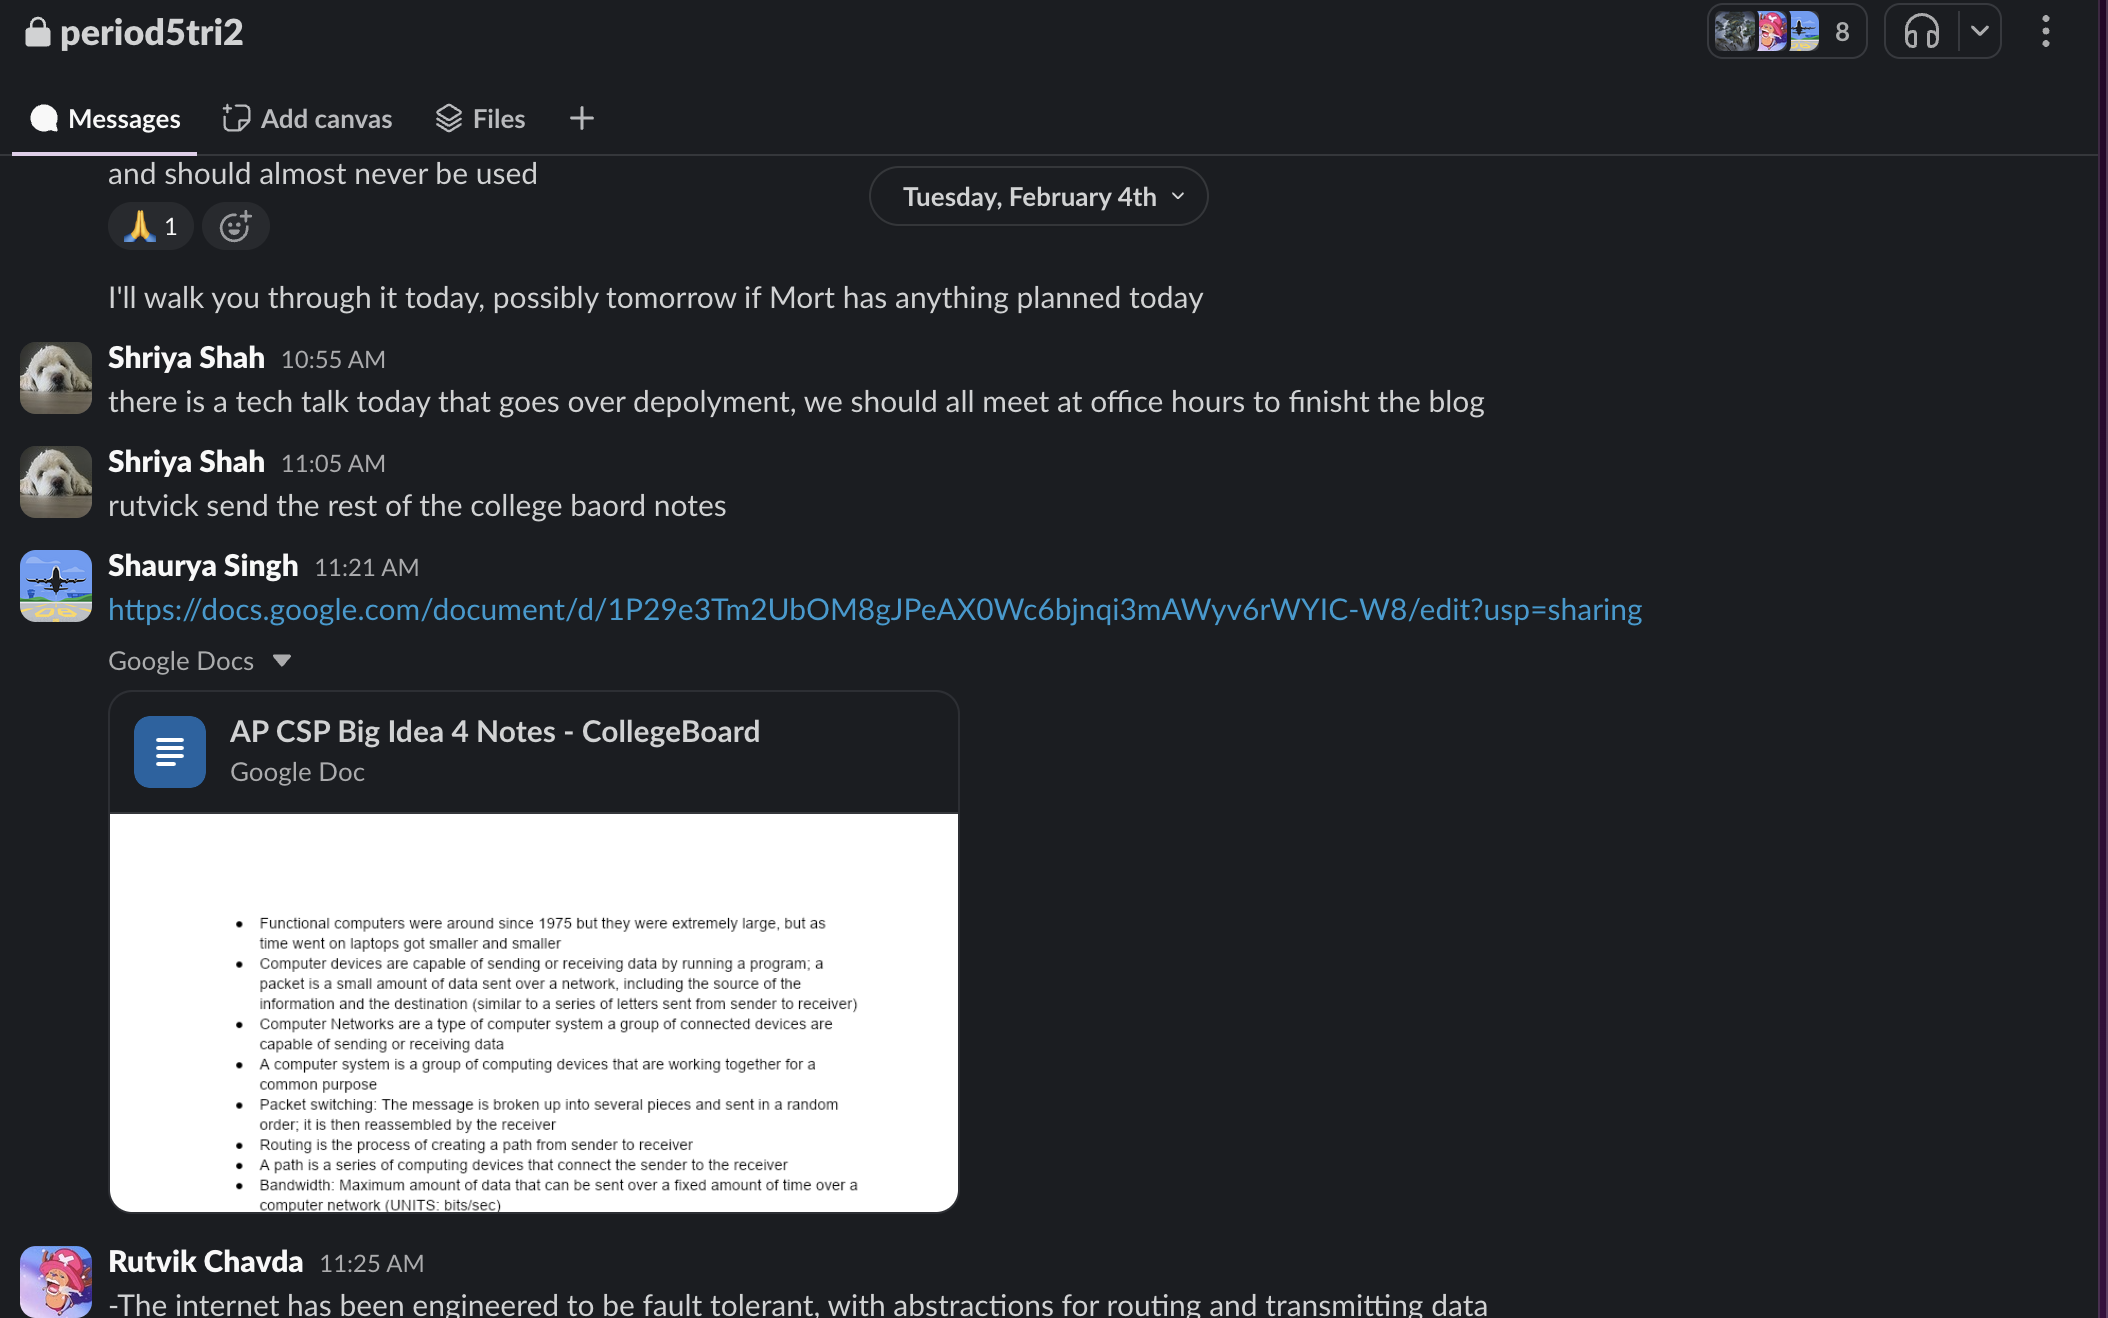 period5tri2
8
Messages
Add canvas
Files
and should almost never be used
Tuesday, February 4th
1
I'll walk you through it today, possibly tomorrow if Mort has anything planned today
Shriya Shah 10:55 AM
there is a tech talk today that goes over depolyment, we should all meet at office hours to finisht the blog
Shriya Shah 11:05 AM
rutvick send the rest of the college baord notes
Shaurya Singh 11:21 AM
https://docs.google.com/document/d/1P29e3Tm2UbOM8gJPeAX0Wc6bjnqi3mAWyv6rWYIC-W8/edit?usp=sharing
Google Docs
AP CSP Big Idea 4 Notes - CollegeBoard
Google Doc
● Functional computers were around since 1975 but they were extremely large, but as
time went on laptops got smaller and smaller
● Computer devices are capable of sending or receiving data by running a program; a
packet is a small amount of data sent over a network, including the source of the
information and the destination (similar to a series of letters sent from sender to receiver)
● Computer Networks are a type of computer system a group of connected devices are
capable of sending or receiving data
● A computer system is a group of computing devices that are working together for a
common purpose
● Packet switching: The message is broken up into several pieces and sent in a random
order; it is then reassembled by the receiver
● Routing is the process of creating a path from sender to receiver
● A path is a series of computing devices that connect the sender to the receiver
● Bandwidth: Maximum amount of data that can be sent over a fixed amount of time over a
computer network (UNITS: bits/sec)
Rutvik Chavda 11:25 AM
-The internet has been engineered to be fault tolerant, with abstractions for routing and transmitting data